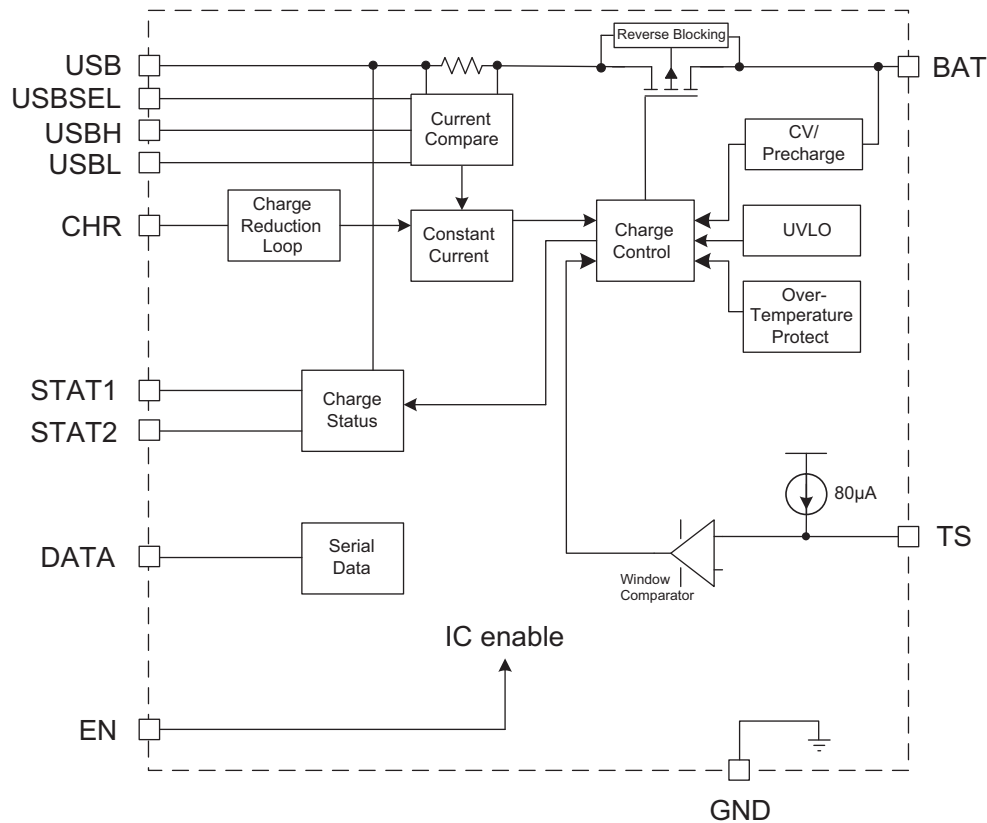 Reverse Blocking
USB
BAT
USBSEL
USBH
USBL
Current
Compare
CV/
Precharge
CHR
Charge
Reduction
Loop
Constant
Current
Charge
Control
UVLO
Over-
Temperature
Protect
STAT1
STAT2
Charge
Status
80µA
TS
DATA
Serial
Data
Window
Comparator
IC enable
EN
GND